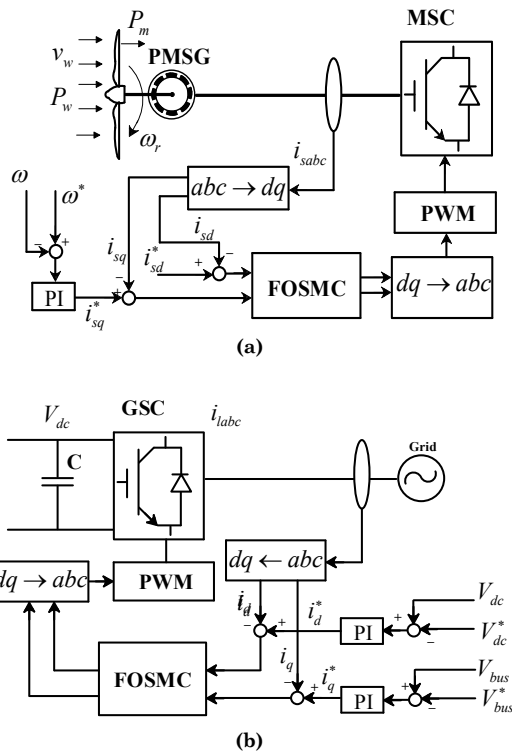 P_m
MSC
v_w
PMSG
P_w
ω_r
i_sabc
ω
ω*
abc → dq
PWM
− +
i_sq
i*_sd
i_sd
−
+
PI
−
+
i*_sq
FOSMC
dq → abc
(a)
GSC
V_dc
i_labc
C
Grid
dq → abc
PWM
dq ← abc
V_dc
i_d
i*_d
−
+
PI
+
−
V*_dc
FOSMC
i_q
i*_q
−
+
PI
+
−
V_bus
V*_bus
(b)